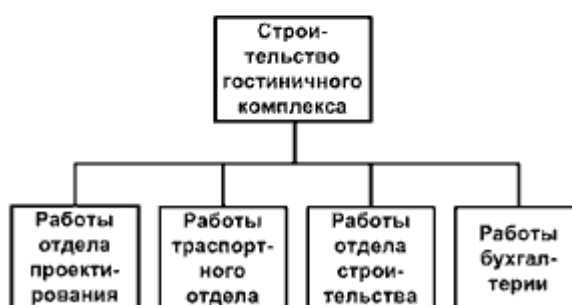 Строи-
тельство
гостиничного
комплекса
Работы
отдела
проекти-
рования
Работы
траспорт-
ного
отдела
Работы
отдела
строи-
тельства
Работы
бухгал-
терии